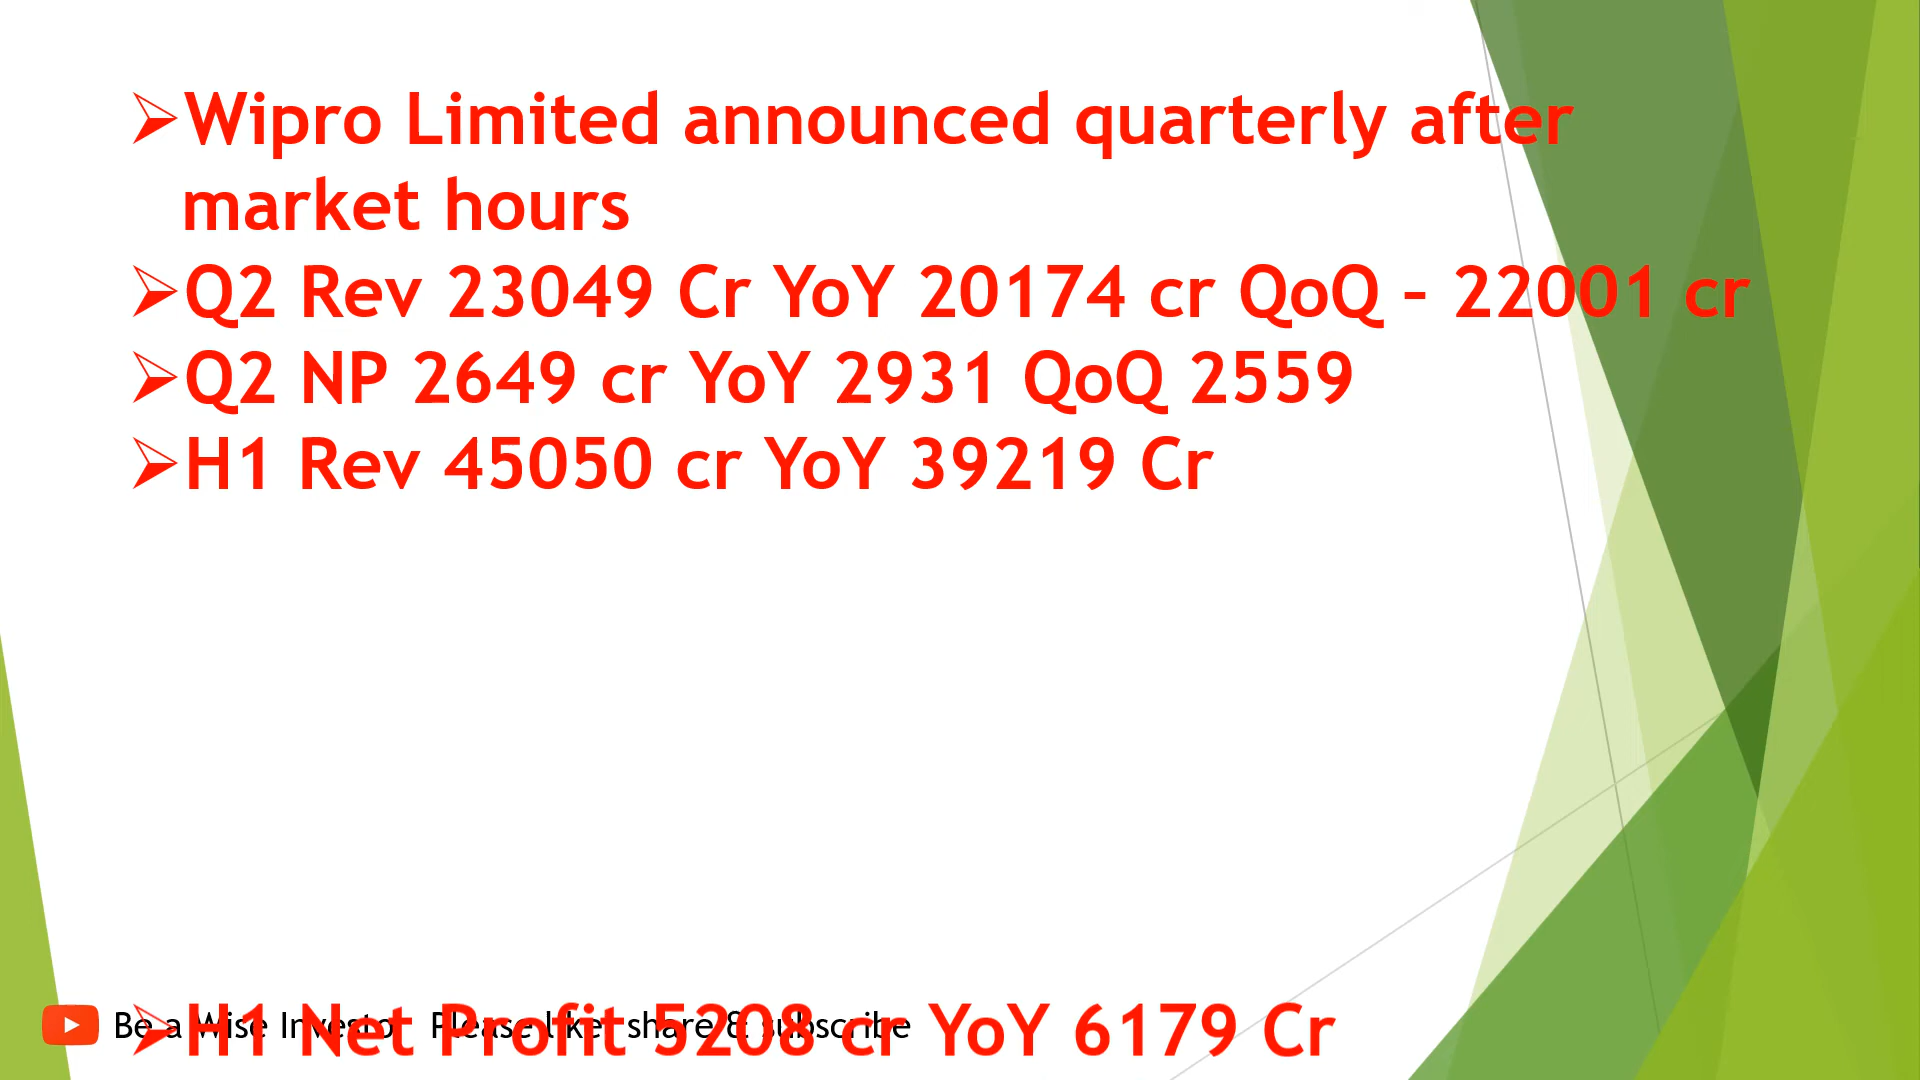 ➢Wipro Limited announced quarterly after
market hours
➢Q2 Rev 23049 Cr YoY 20174 cr QoQ – 22001 cr
➢Q2 NP 2649 cr YoY 2931 QoQ 2559
➢H1 Rev 45050 cr YoY 39219 Cr
➢H1 Net Profit 5208 cr YoY 6179 Cr
Be a Wise Investor Please like, share & subscribe